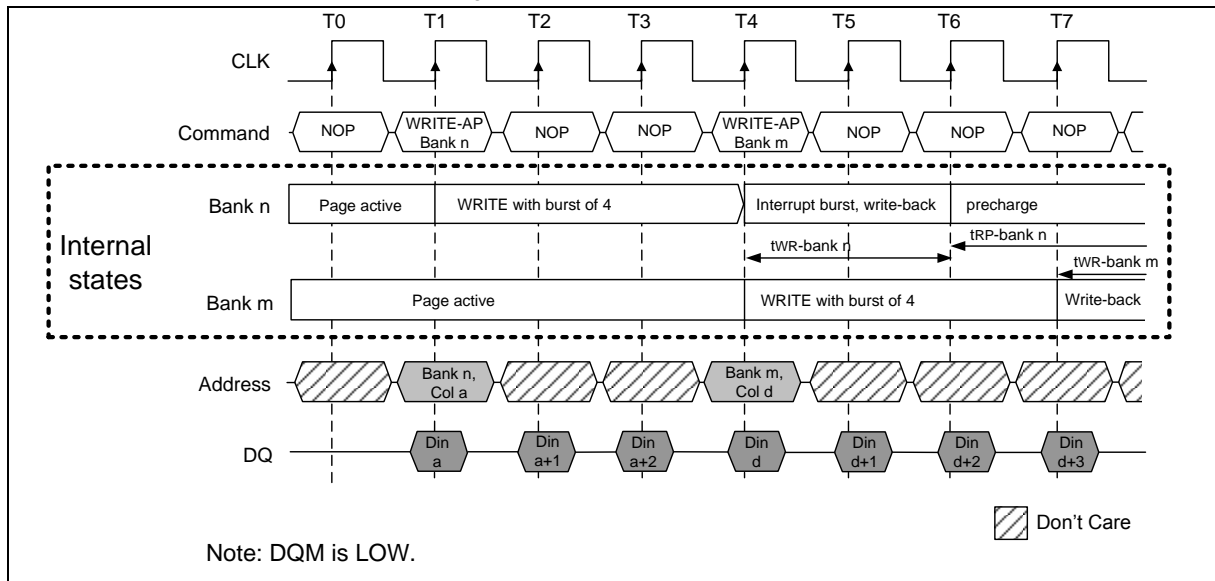 T0 T1 T2 T3 T4 T5 T6 T7
CLK
Command NOP WRITE-AP Bank n NOP NOP WRITE-AP Bank m NOP NOP NOP
Internal states
Bank n Page active WRITE with burst of 4 Interrupt burst, write-back precharge
tWR-bank n tRP-bank n
tWR-bank m
Bank m Page active WRITE with burst of 4 Write-back
Address Bank n, Col a Bank m, Col d
DQ Din a Din a+1 Din a+2 Din d Din d+1 Din d+2 Din d+3
Don't Care
Note: DQM is LOW.